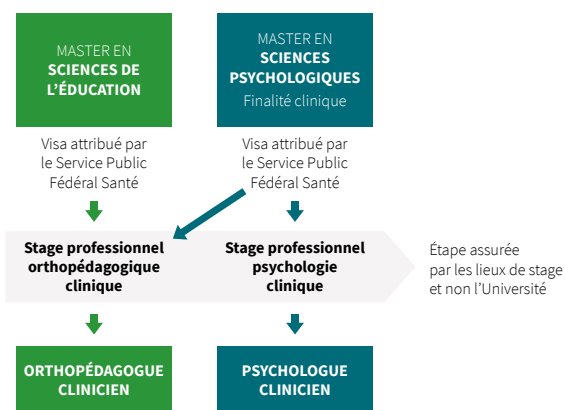 MASTER EN
SCIENCES DE
L'ÉDUCATION
MASTER EN
SCIENCES
PSYCHOLOGIQUES
Finalité clinique
Visa attribué par
le Service Public
Fédéral Santé
Visa attribué par
le Service Public
Fédéral Santé
Stage professionnel
orthopédagogique
clinique
Stage professionnel
psychologie
clinique
Étape assurée
par les lieux de stage
et non l'Université
ORTHOPÉDAGOGUE
CLINICIEN
PSYCHOLOGUE
CLINICIEN